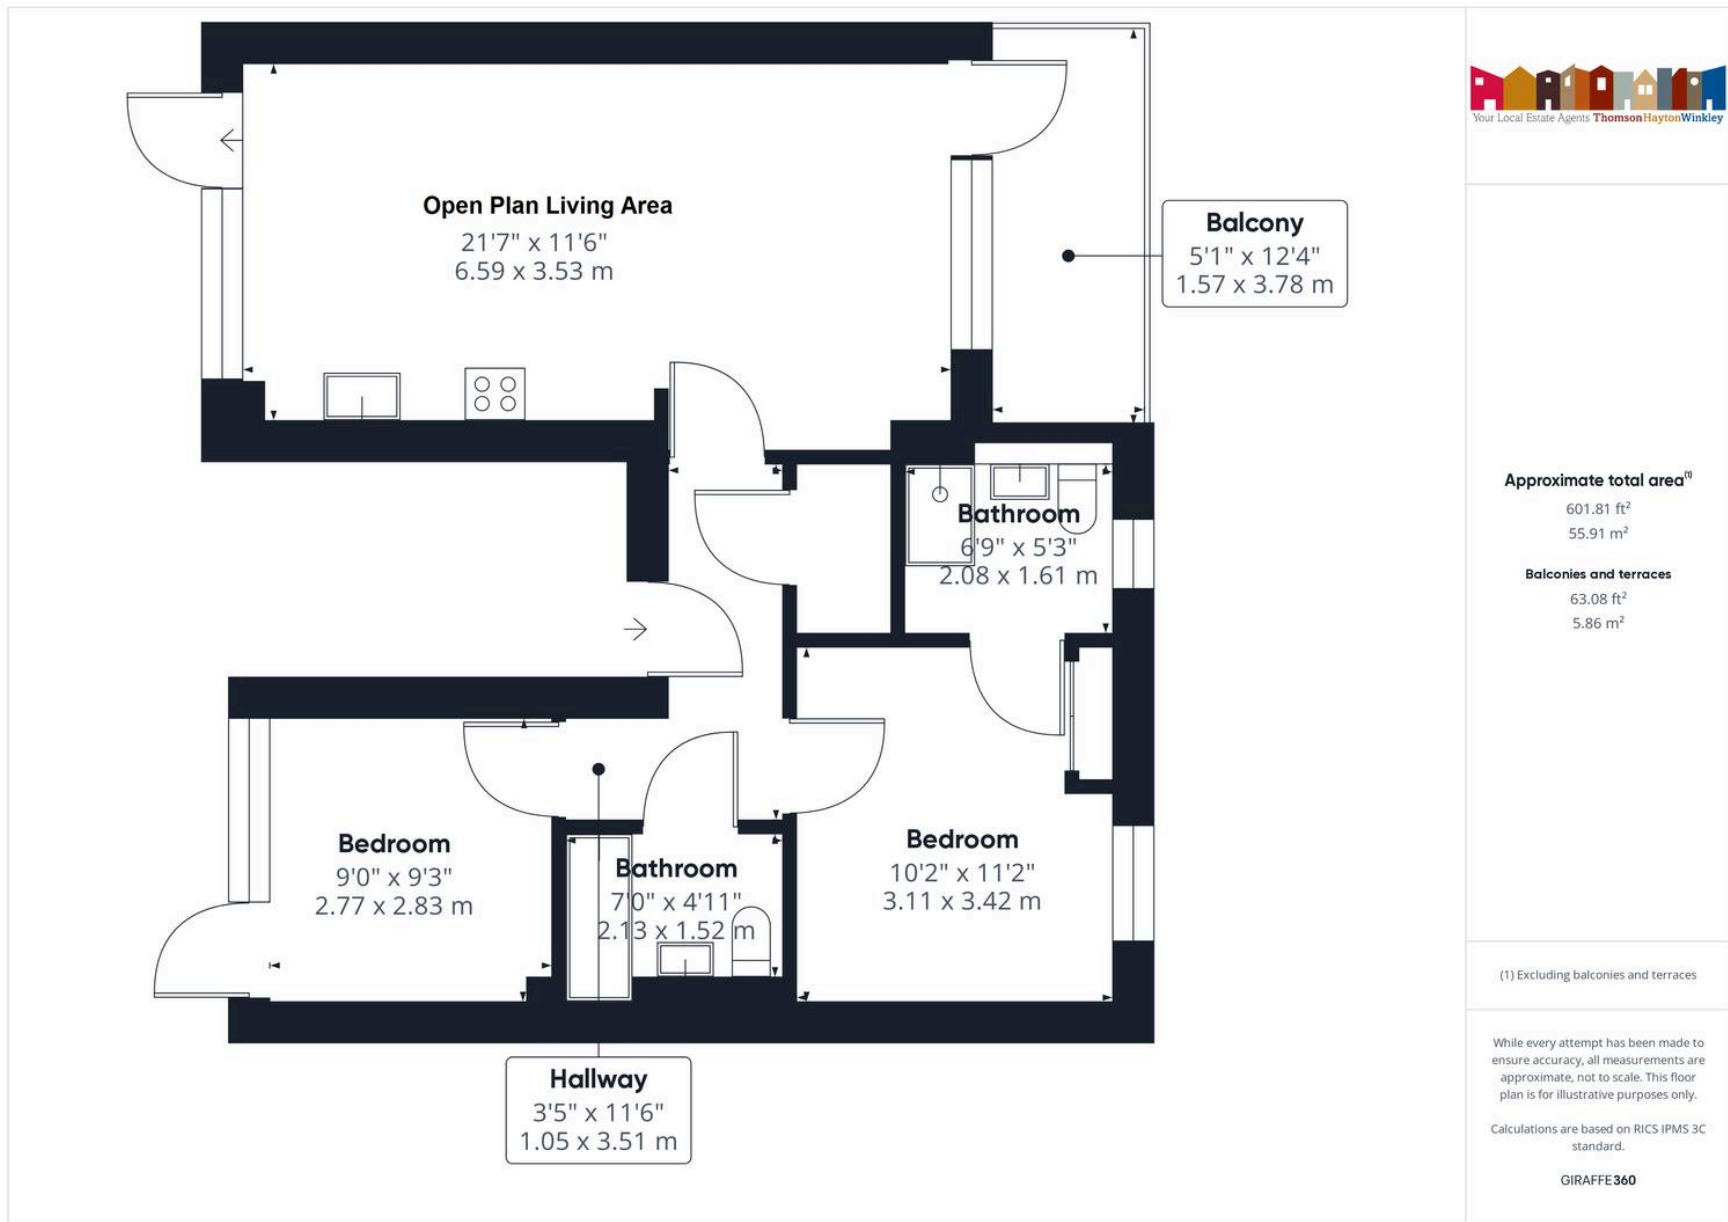 Open Plan Living Area
21'7" x 11'6"
6.59 x 3.53 m
Balcony
5'1" x 12'4"
1.57 x 3.78 m
Bathroom
6'9" x 5'3"
2.08 x 1.61 m
Bedroom
9'0" x 9'3"
2.77 x 2.83 m
Bathroom
7'0" x 4'11"
2.13 x 1.52 m
Bedroom
10'2" x 11'2"
3.11 x 3.42 m
Hallway
3'5" x 11'6"
1.05 x 3.51 m
Your Local Estate Agents ThomsonHaytonWinkley
Approximate total area(1)
601.81 ft²
55.91 m²
Balconies and terraces
63.08 ft²
5.86 m²
(1) Excluding balconies and terraces
While every attempt has been made to
ensure accuracy, all measurements are
approximate, not to scale. This floor
plan is for illustrative purposes only.
Calculations are based on RICS IPMS 3C
standard.
GIRAFFE360